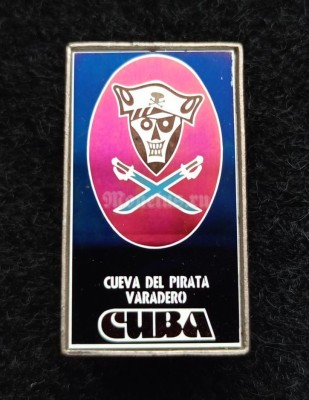 CUEVA DEL PIRATA
VARADERO
CUBA